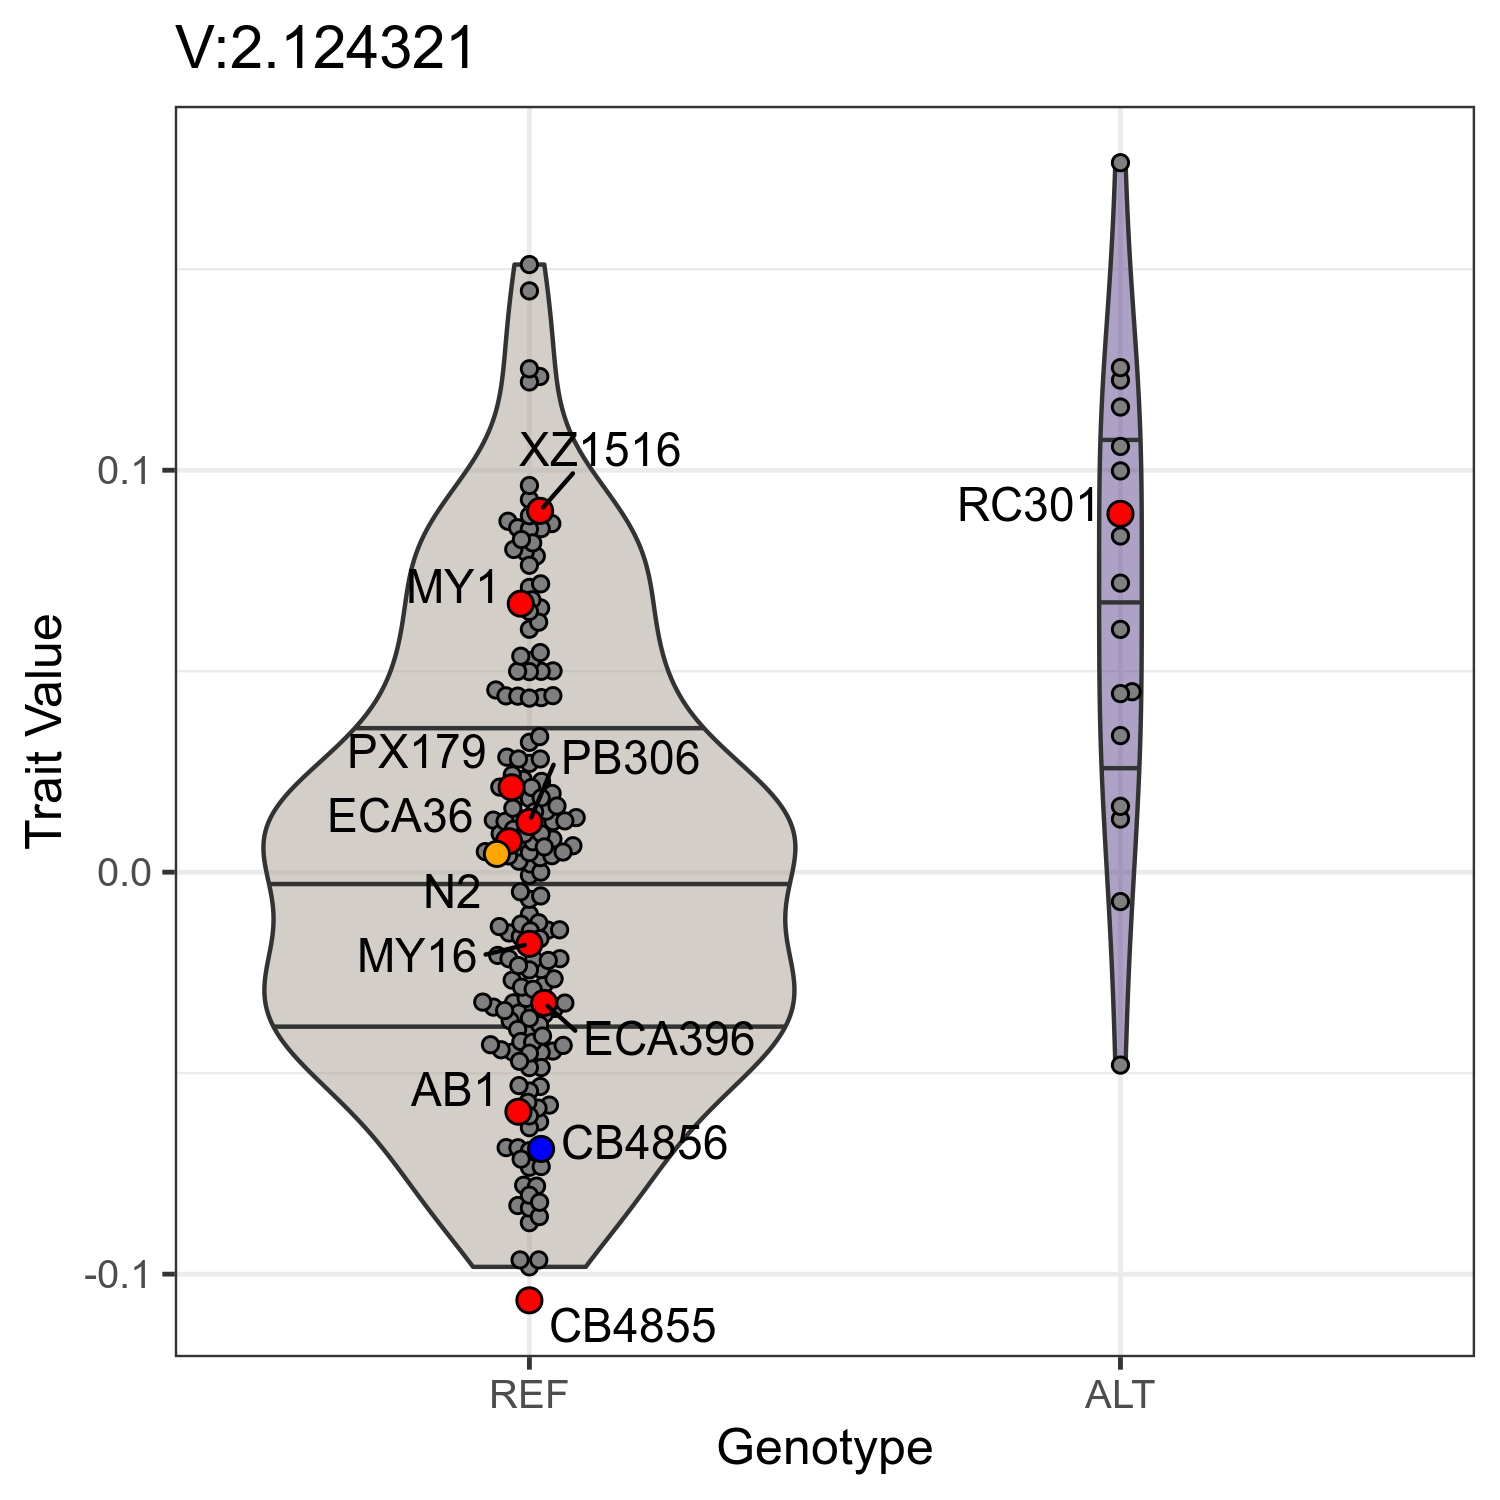 V:2.124321
Trait Value
0.1
0.0
-0.1
XZ1516
RC301
MY1
PX179
PB306
ECA36
N2
MY16
ECA396
AB1
CB4856
CB4855
REF
ALT
Genotype